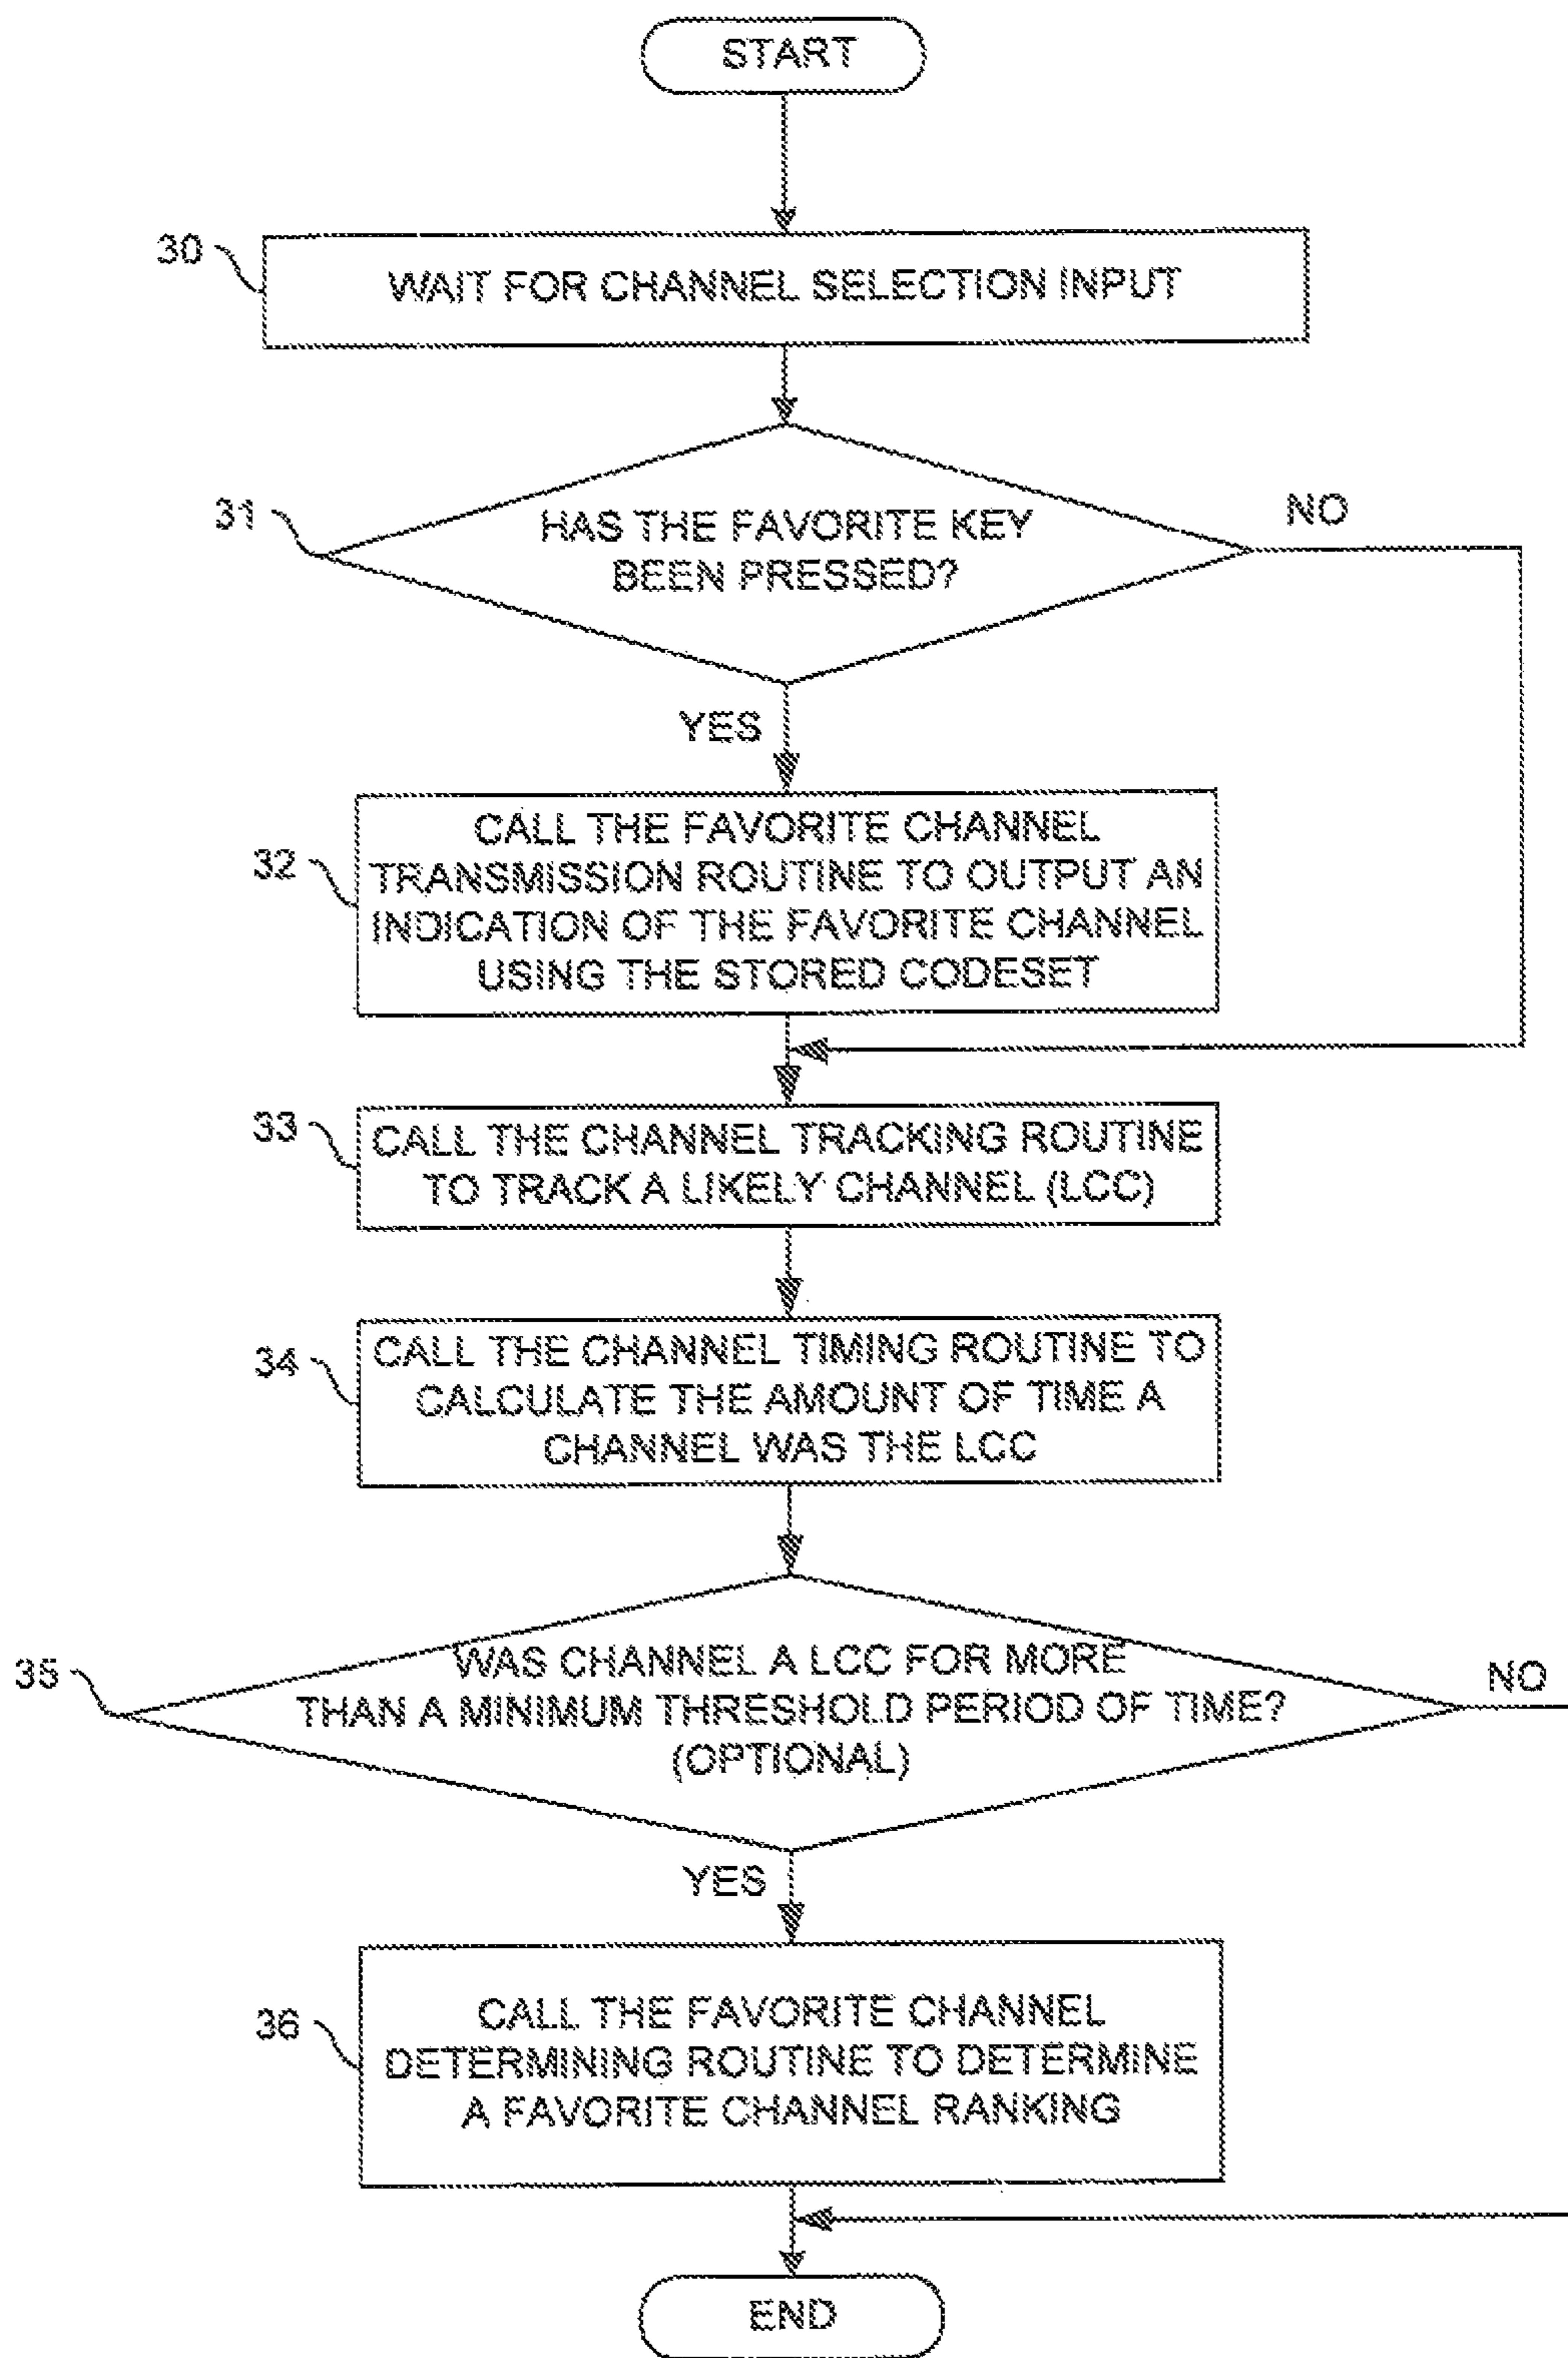 START
30
WAIT FOR CHANNEL SELECTION INPUT
31
HAS THE FAVORITE KEY
BEEN PRESSED?
NO
YES
32
CALL THE FAVORITE CHANNEL
TRANSMISSION ROUTINE TO OUTPUT AN
INDICATION OF THE FAVORITE CHANNEL
USING THE STORED CODESET
33
CALL THE CHANNEL TRACKING ROUTINE
TO TRACK A LIKELY CHANNEL (LCC)
34
CALL THE CHANNEL TIMING ROUTINE TO
CALCULATE THE AMOUNT OF TIME A
CHANNEL WAS THE LCC
35
WAS CHANNEL A LCC FOR MORE
THAN A MINIMUM THRESHOLD PERIOD OF TIME?
(OPTIONAL)
NO
YES
36
CALL THE FAVORITE CHANNEL
DETERMINING ROUTINE TO DETERMINE
A FAVORITE CHANNEL RANKING
END